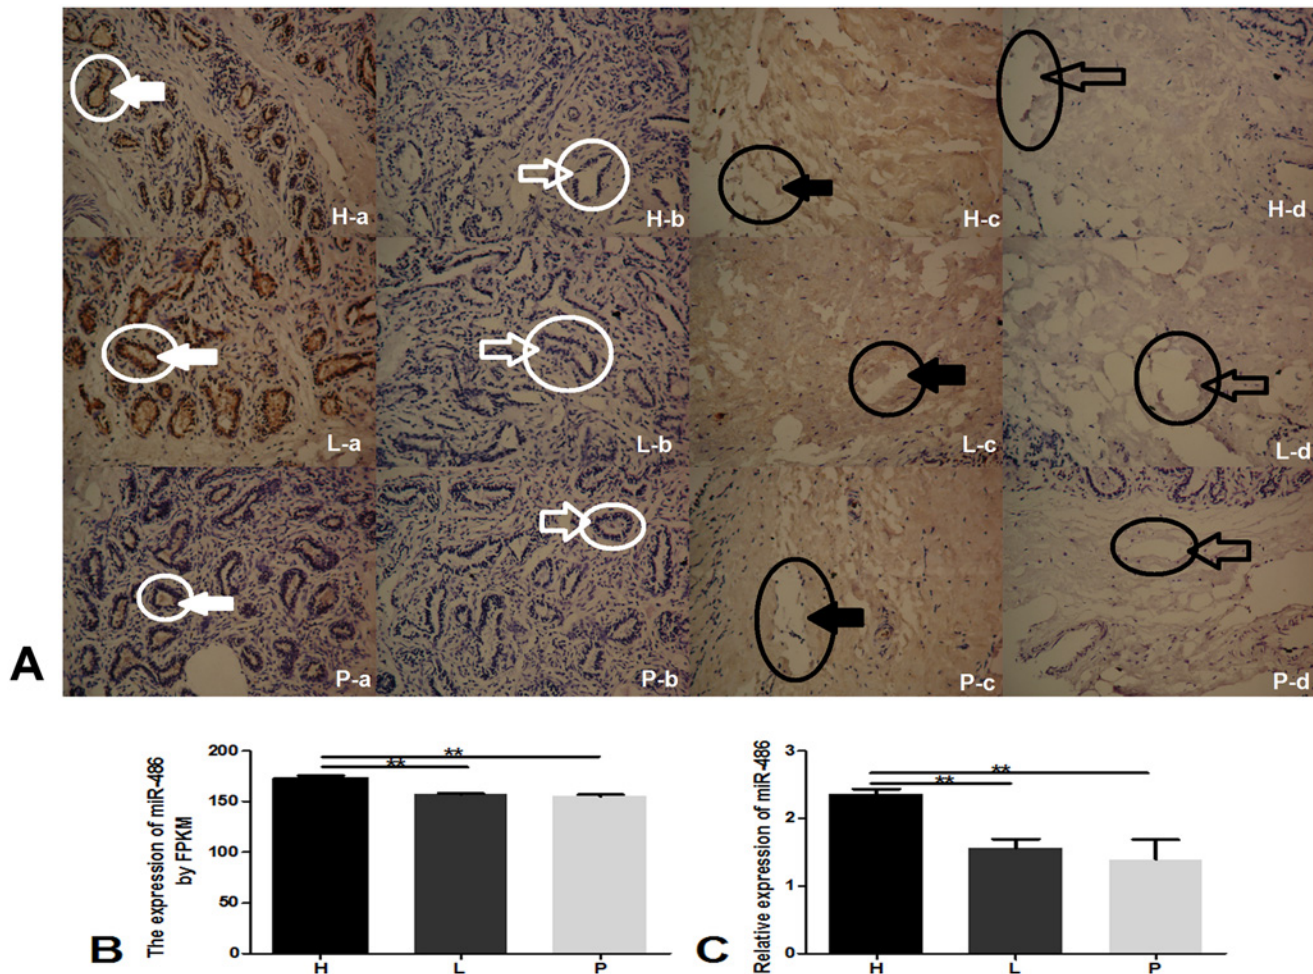 H-a
H-b
H-c
H-d
L-a
L-b
L-c
L-d
A
P-a
P-b
P-c
P-d
The expression of miR-486
by FPKM
200
150
100
50
0
**
**
H
L
P
B
Relative expression of miR-486
3
2
1
0
**
**
H
L
P
C